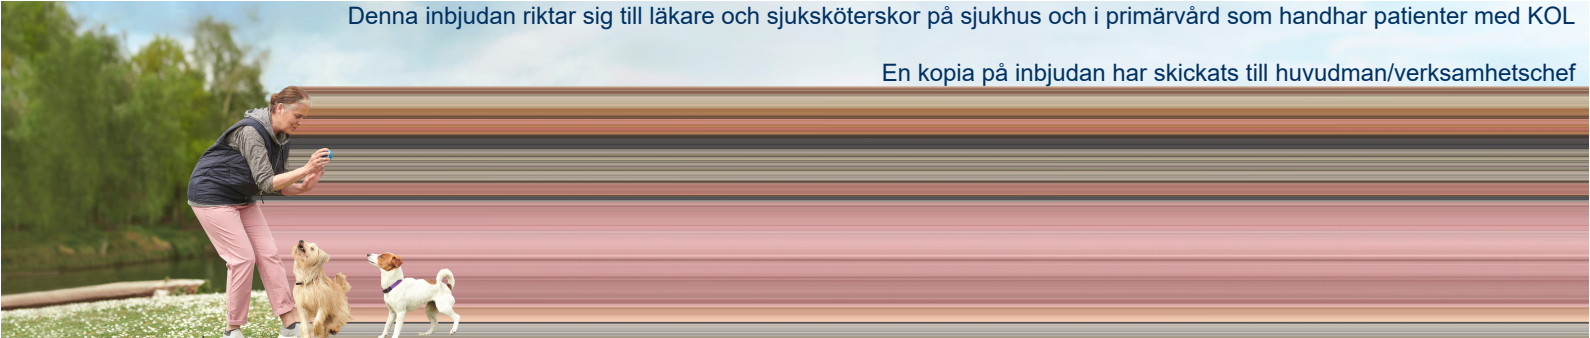 Denna inbjudan riktar sig till läkare och sjuksköterskor på sjukhus och i primärvård som handhar patienter med KOL
En kopia på inbjudan har skickats till huvudman/verksamhetschef